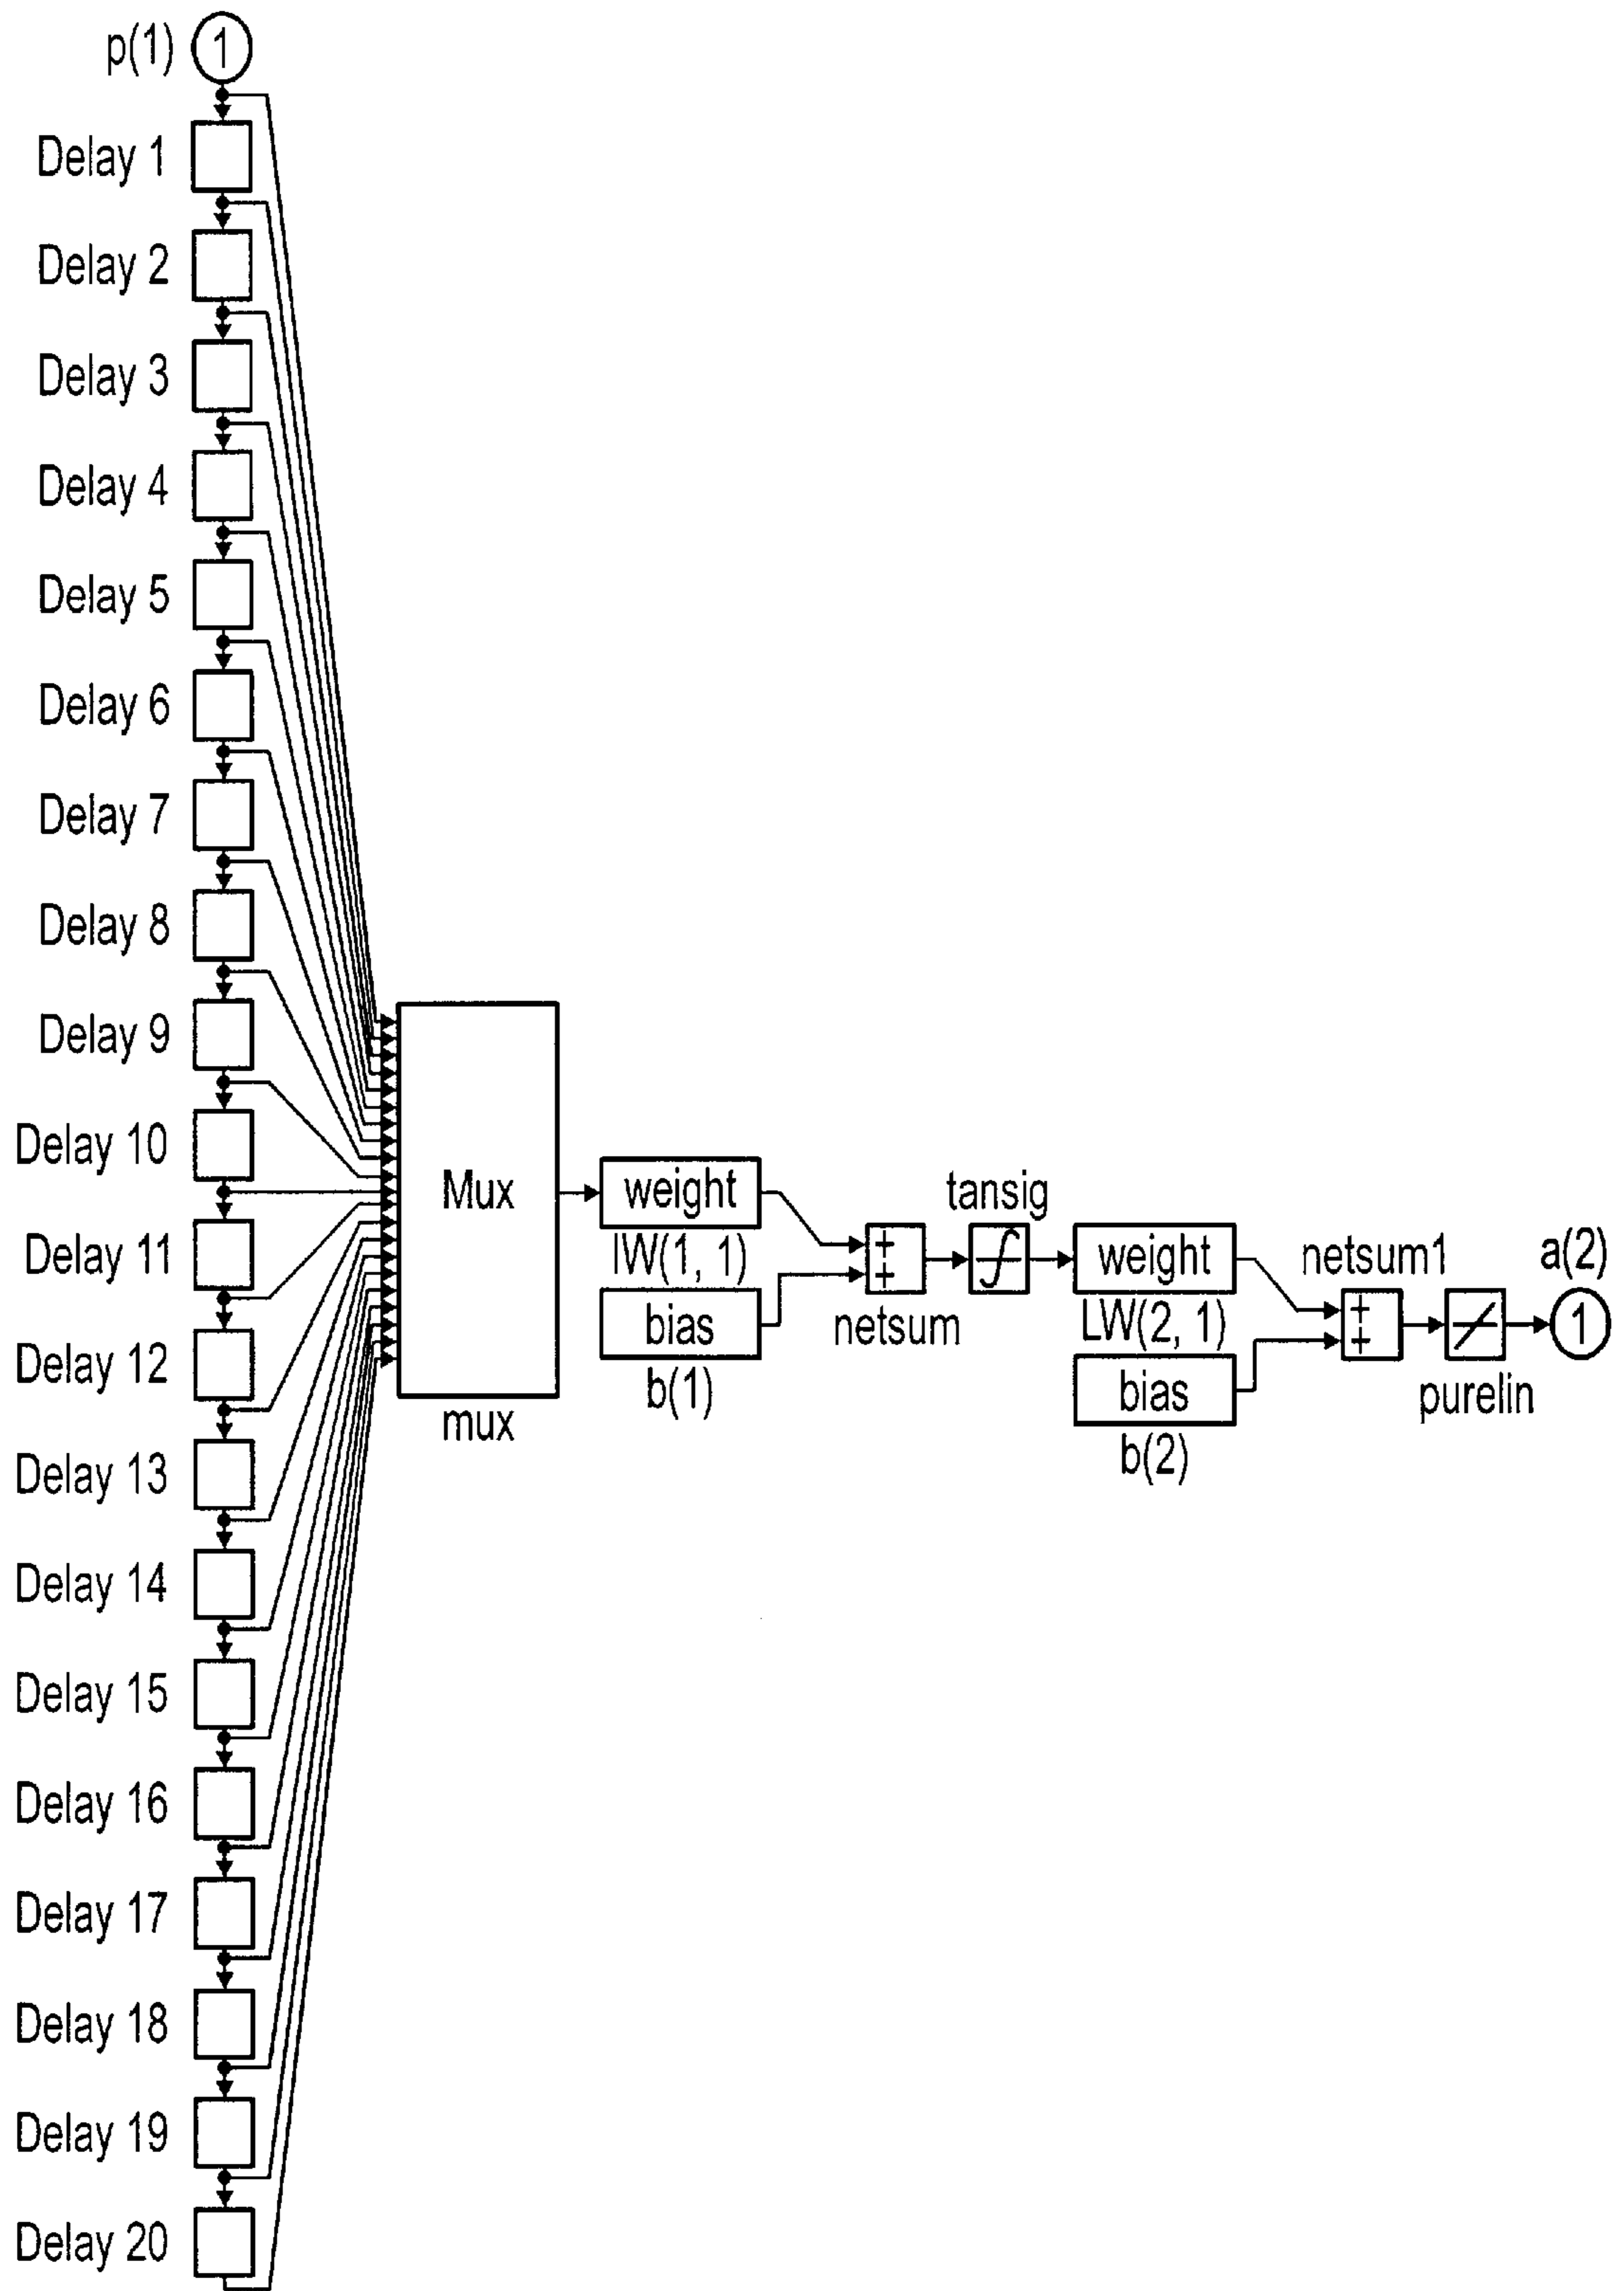 p(1) 1
Delay 1
Delay 2
Delay 3
Delay 4
Delay 5
Delay 6
Delay 7
Delay 8
Delay 9
Delay 10
Delay 11
Delay 12
Delay 13
Delay 14
Delay 15
Delay 16
Delay 17
Delay 18
Delay 19
Delay 20
Mux
mux
weight
IW(1, 1)
bias
b(1)
+
+
netsum
tansig
weight
LW(2, 1)
bias
b(2)
netsum1
+
+
purelin
a(2)
1